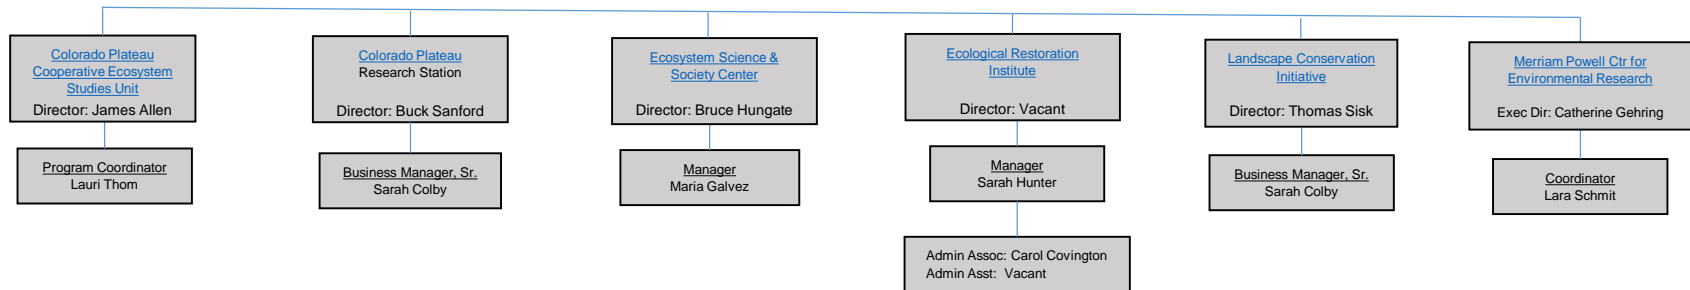 Colorado Plateau
Cooperative Ecosystem
Studies Unit
Director: James Allen
Program Coordinator
Lauri Thom
Colorado Plateau
Research Station
Director: Buck Sanford
Business Manager, Sr.
Sarah Colby
Ecosystem Science &
Society Center
Director: Bruce Hungate
Manager
Maria Galvez
Ecological Restoration
Institute
Director: Vacant
Manager
Sarah Hunter
Admin Assoc: Carol Covington
Admin Asst: Vacant
Landscape Conservation
Initiative
Director: Thomas Sisk
Business Manager, Sr.
Sarah Colby
Merriam Powell Ctr for
Environmental Research
Exec Dir: Catherine Gehring
Coordinator
Lara Schmit